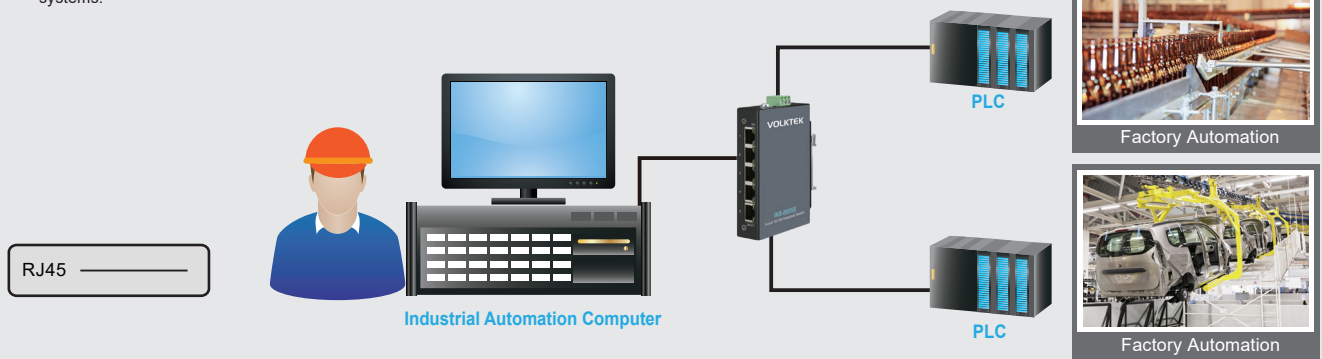 systems.
PLC
Factory Automation
VOLKTEK
RJ45
Industrial Automation Computer
PLC
Factory Automation